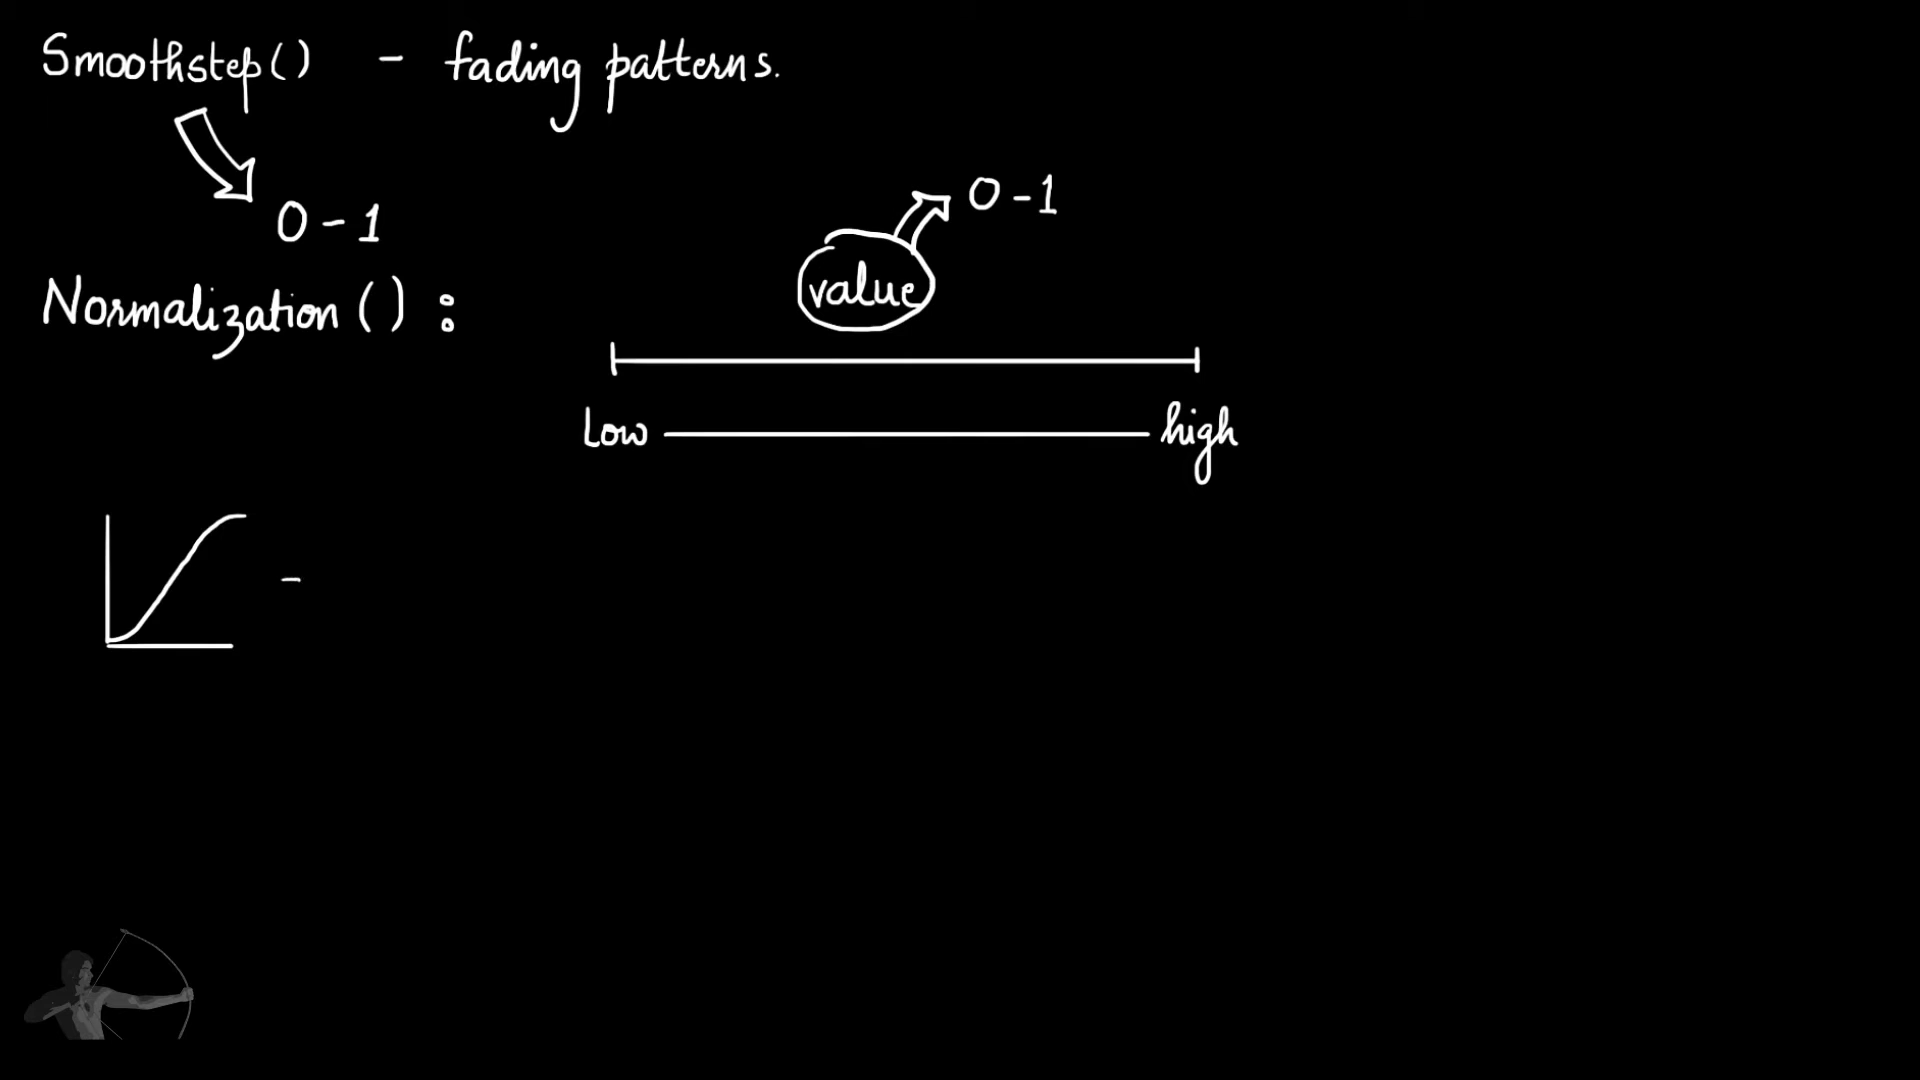 Smoothstep() - fading patterns.
0 - 1
0 - 1
value
Normalization() :
Low
high
-